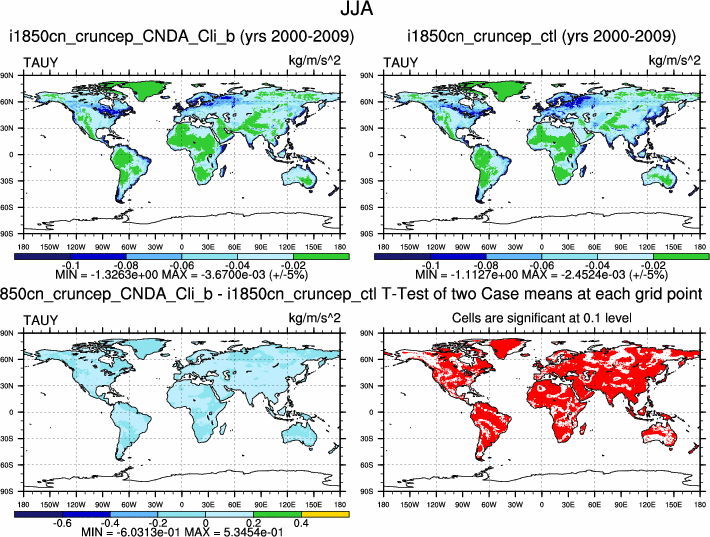 JJA
i1850cn_cruncep_CNDA_Cli_b (yrs 2000-2009)
i1850cn_cruncep_ctl (yrs 2000-2009)
TAUY kg/m/s^2
TAUY kg/m/s^2
90N
60N
30N
0
30S
60S
90S
180 150W 120W 90W 60W 30W 0 30E 60E 90E 120E 150E 180
-0.1 -0.08 -0.06 -0.04 -0.02
MIN = -1.3263e+00 MAX = -3.6700e-03 (+/-5%)
90N
60N
30N
0
30S
60S
90S
180 150W 120W 90W 60W 30W 0 30E 60E 90E 120E 150E 180
-0.1 -0.08 -0.06 -0.04 -0.02
MIN = -1.1127e+00 MAX = -2.4524e-03 (+/-5%)
850cn_cruncep_CNDA_Cli_b - i1850cn_cruncep_ctl
T-Test of two Case means at each grid point
TAUY kg/m/s^2
Cells are significant at 0.1 level
90N
60N
30N
0
30S
60S
90S
180 150W 120W 90W 60W 30W 0 30E 60E 90E 120E 150E 180
-0.6 -0.4 -0.2 0 0.2 0.4
MIN = -6.0313e-01 MAX = 5.3454e-01
90N
60N
30N
0
30S
60S
90S
180 150W 120W 90W 60W 30W 0 30E 60E 90E 120E 150E 180